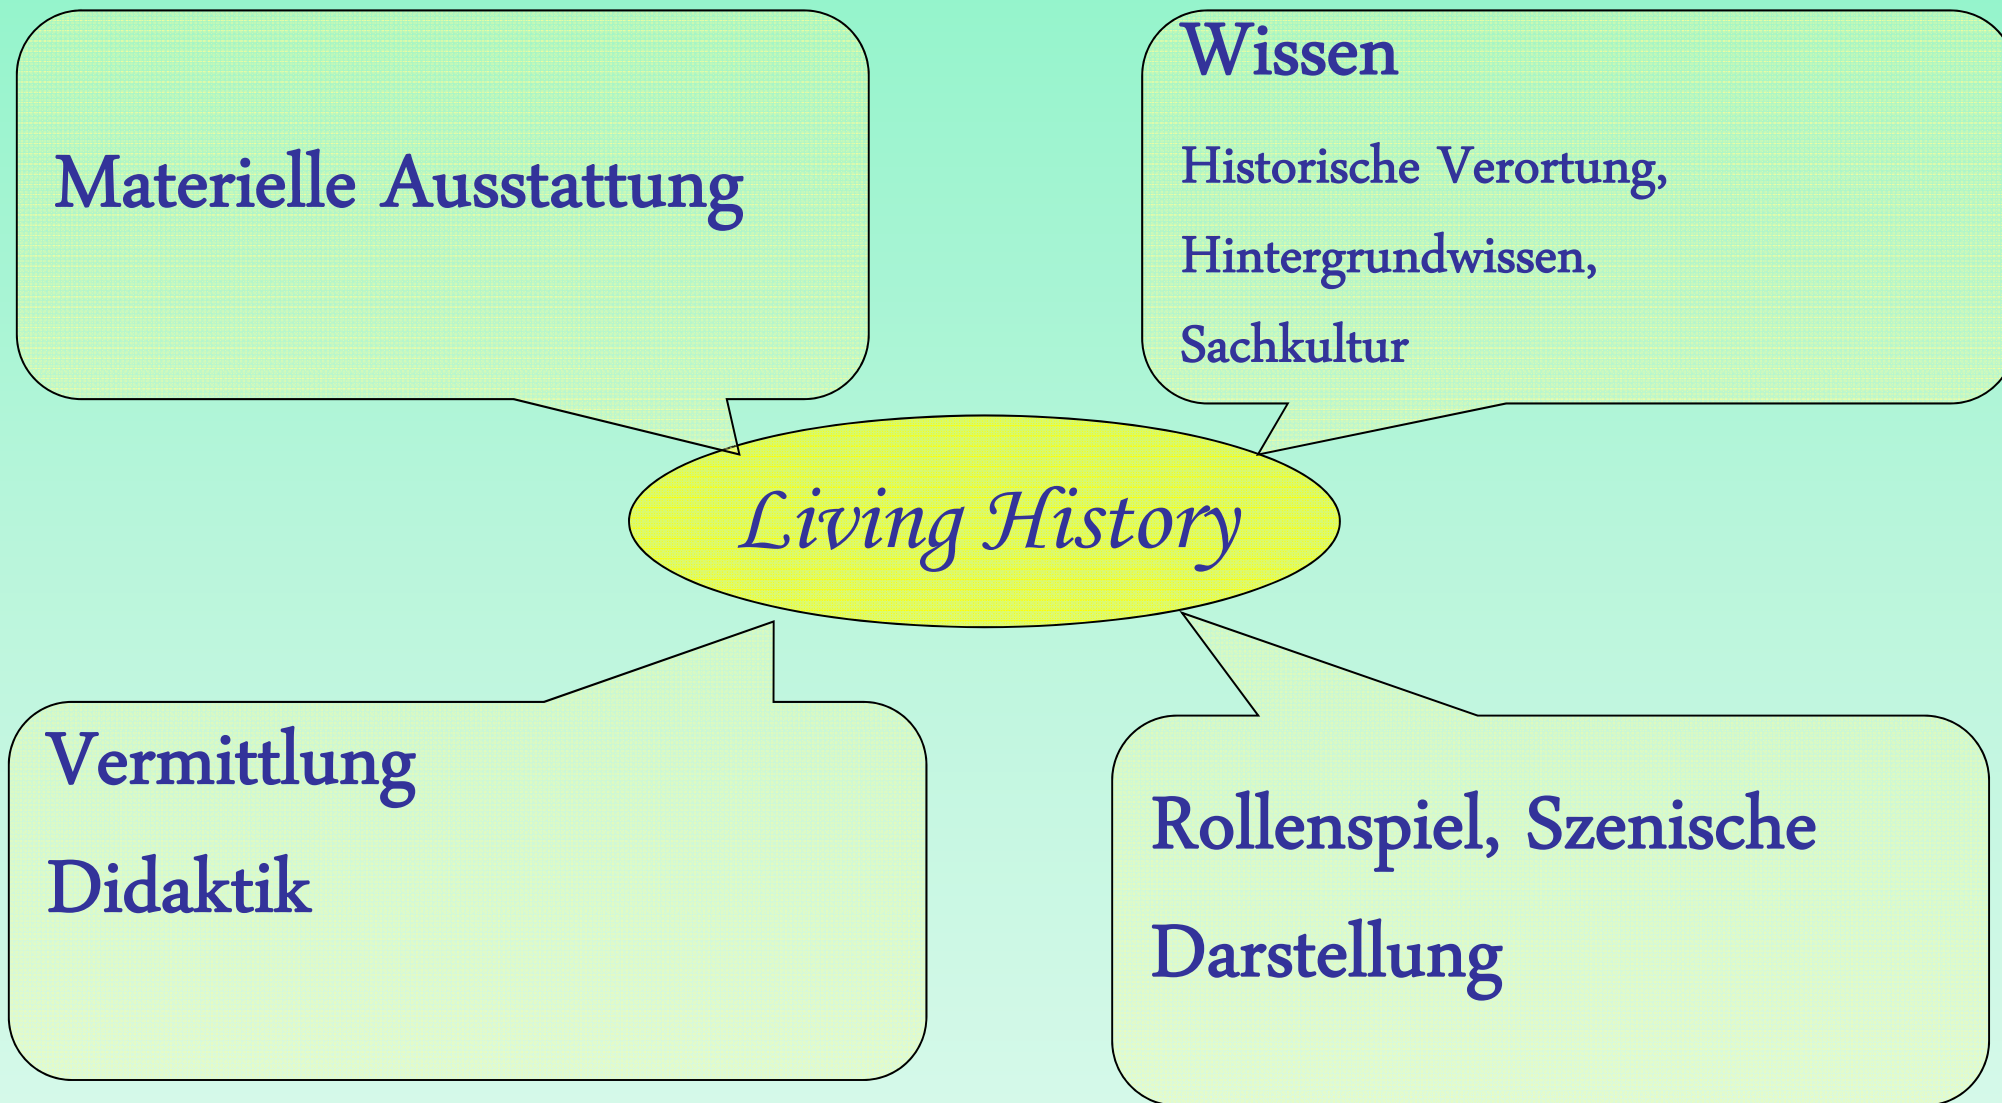 Materielle Ausstattung
Wissen
Historische Verortung,
Hintergrundwissen,
Sachkultur
Living History
Vermittlung
Didaktik
Rollenspiel, Szenische
Darstellung